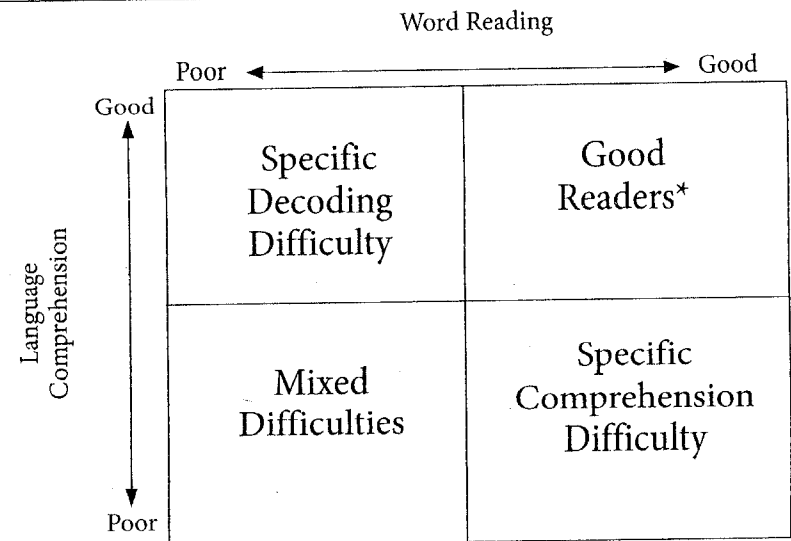 Word Reading
Poor
Good
Good
Specific
Decoding
Difficulty
Good
Readers*
Language
Comprehension
Mixed
Difficulties
Specific
Comprehension
Difficulty
Poor